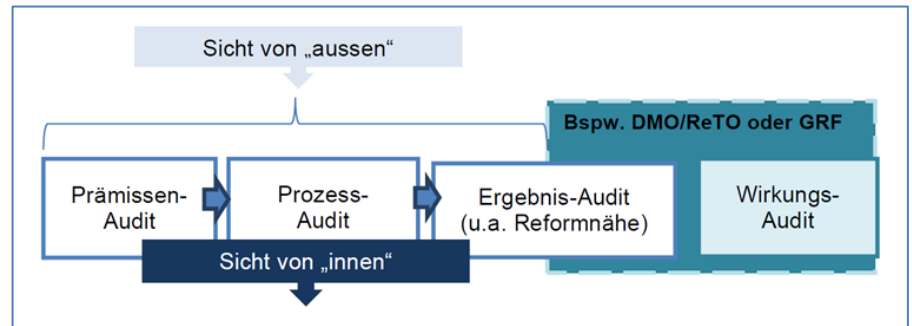 Sicht von „aussen“
Bspw. DMO/ReTO oder GRF
Prämissen-
Audit
Prozess-
Audit
Ergebnis-Audit
(u.a. Reformnähe)
Wirkungs-
Audit
Sicht von „innen“